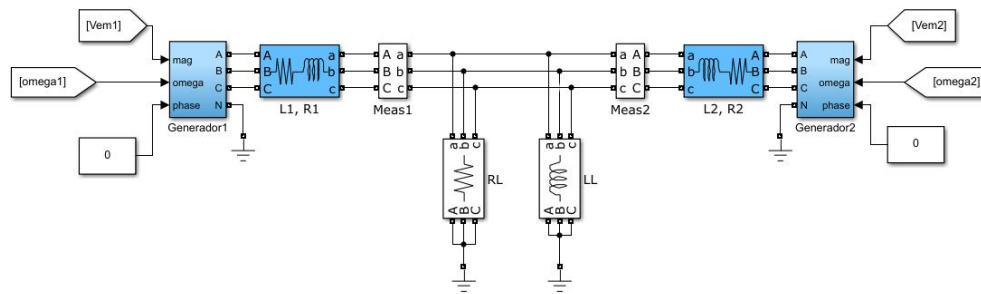 [Vem1]
[Vem2]
[omega1]
[omega2]
0
0
mag
omega
phase
A
B
C
N
Generador1
A
B
C
a
b
c
L1, R1
A
B
C
a
b
c
Meas1
a
b
c
A
B
C
RL
a
b
c
A
B
C
LL
A
B
C
a
b
c
Meas2
a
b
c
A
B
C
L2, R2
A
B
C
N
mag
omega
phase
Generador2